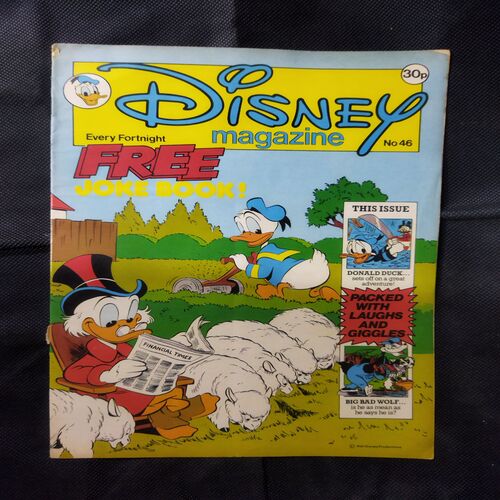 30p
Disney
magazine
Every Fortnight
No 46
FREE
JOKE BOOK!
THIS ISSUE
DONALD DUCK...
sets off on a great
adventure!
PACKED
WITH
LAUGHS
AND
GIGGLES
FINANCIAL TIMES
BIG BAD WOLF...
is he as mean as
he says he is?